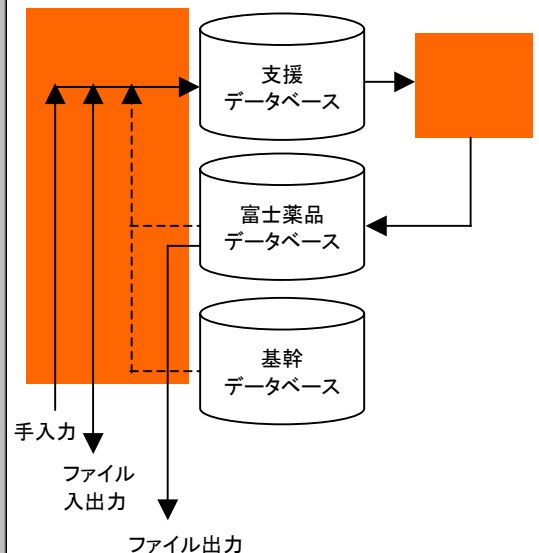 支援
データベース
富士薬品
データベース
基幹
データベース
手入力
ファイル
入出力
ファイル出力